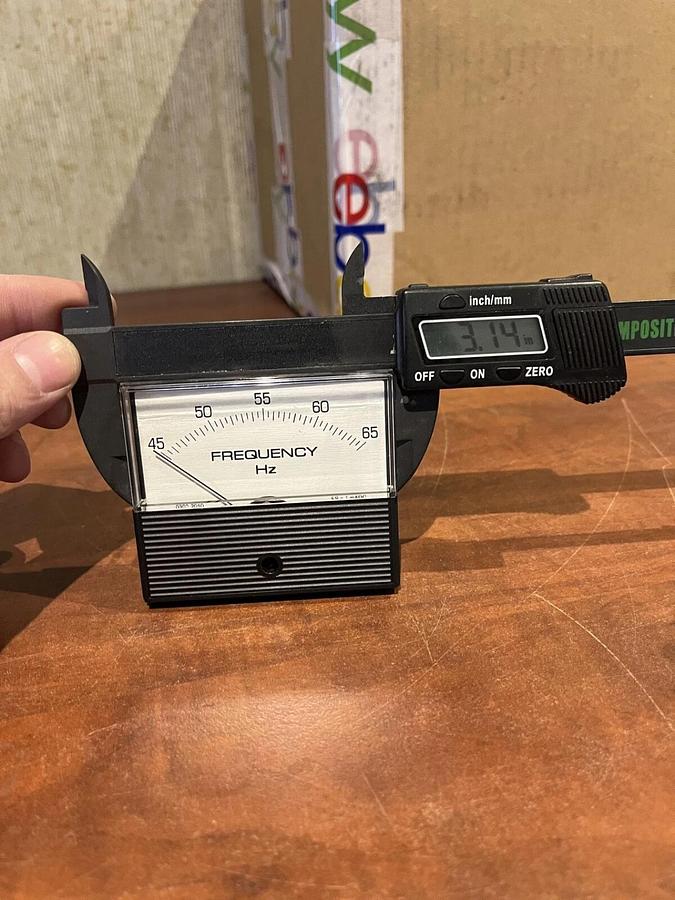 ebay
inch/mm
3.14 in
OFF
ON
ZERO
MPOSIT
45
50
55
60
65
FREQUENCY
Hz